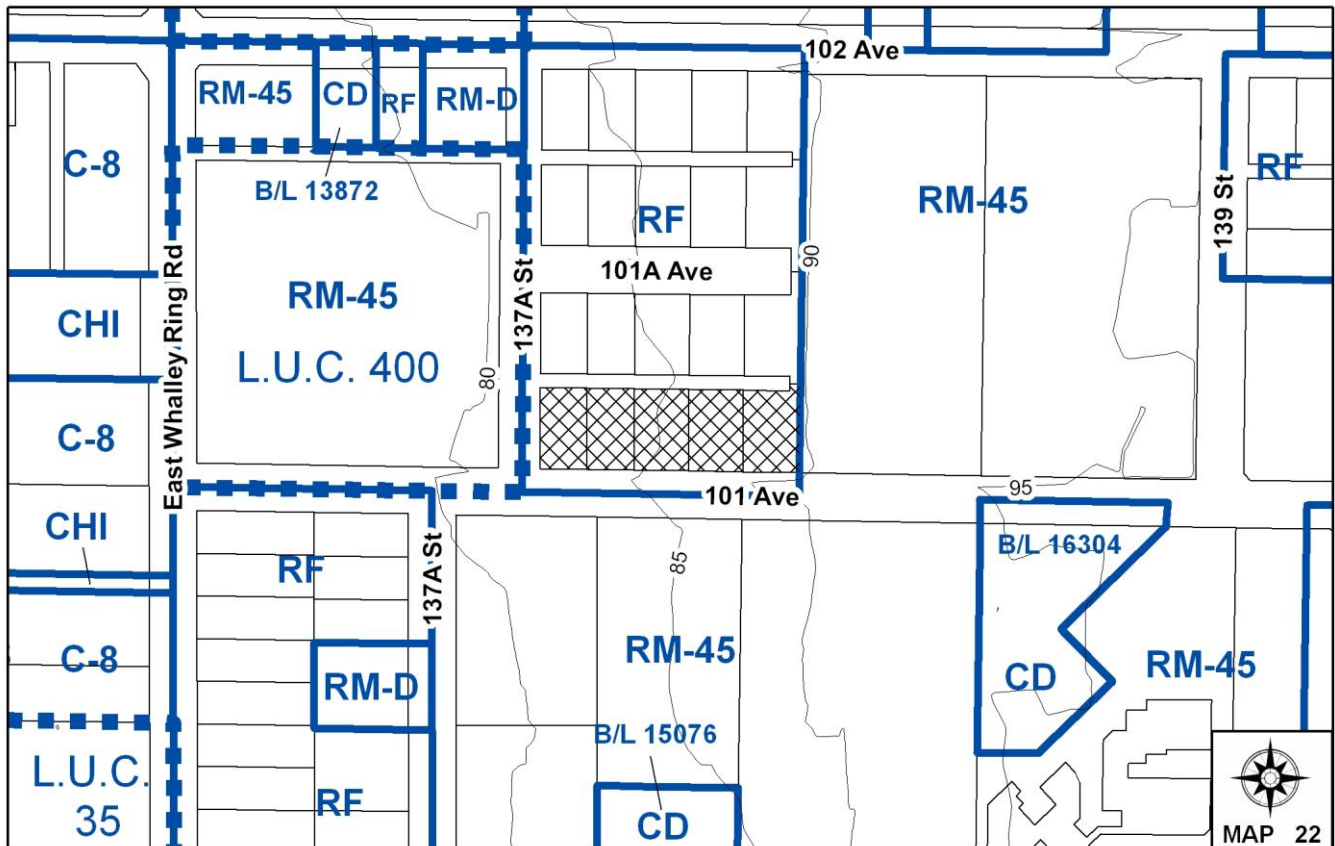 102 Ave
RM-45
CD
RF
RM-D
C-8
B/L 13872
RF
RM-45
RF
139 St
East Whalley Ring Rd
137A St
101A Ave
90
CHI
RM-45
L.U.C. 400
80
C-8
101 Ave
95
CHI
RF
137A St
85
B/L 16304
C-8
RM-D
RM-45
CD
RM-45
B/L 15076
L.U.C.
35
RF
CD
MAP 22